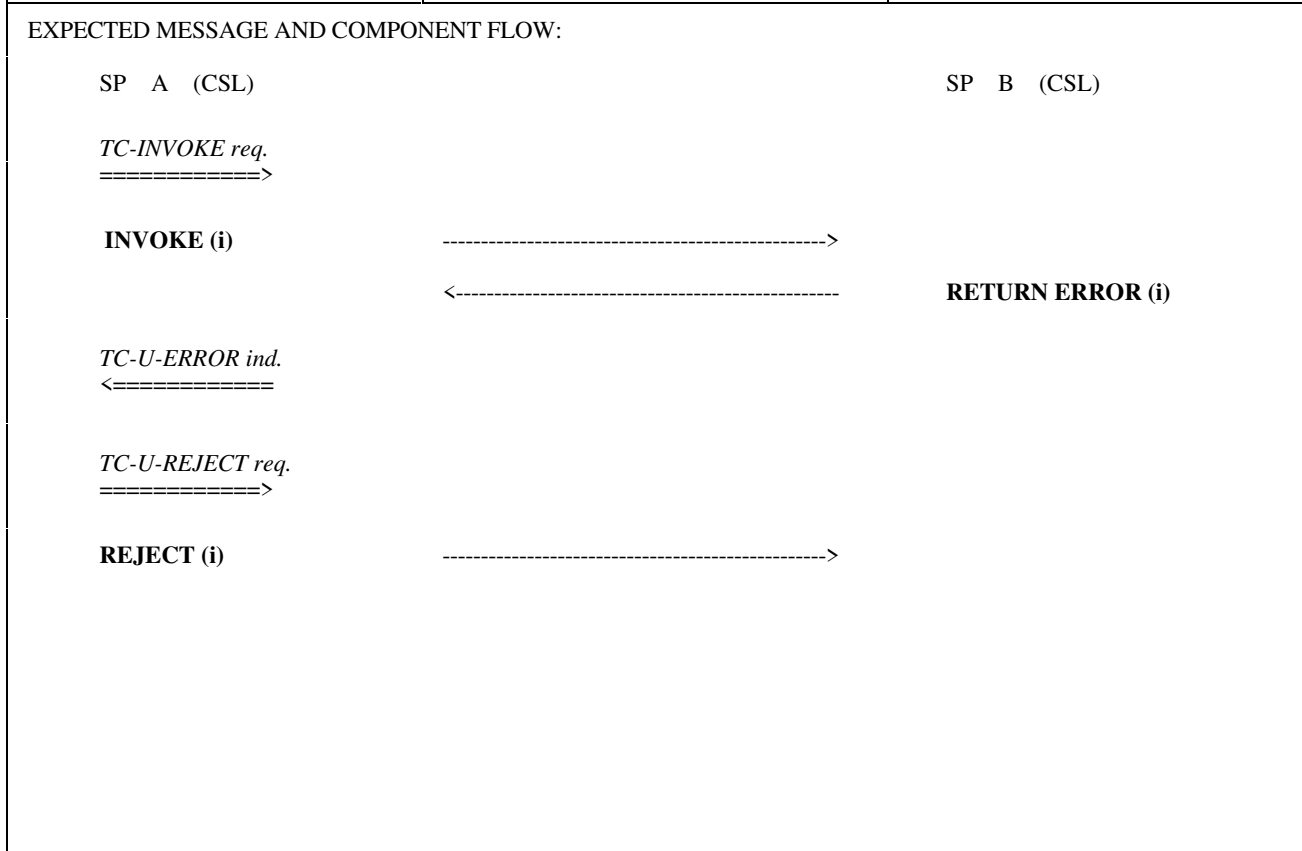 EXPECTED MESSAGE AND COMPONENT FLOW:
SP A (CSL) SP B (CSL)
TC-INVOKE req.
============>
INVOKE (i) -------------------------------------------------->
<-------------------------------------------------- RETURN ERROR (i)
TC-U-ERROR ind.
<============
TC-U-REJECT req.
============>
REJECT (i) -------------------------------------------------->